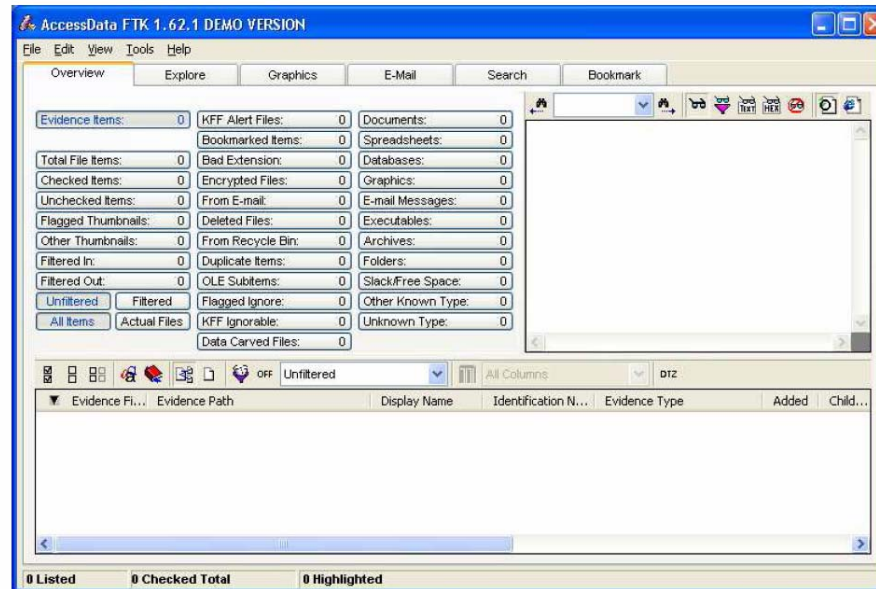 AccessData FTK 1.62.1 DEMO VERSION
File Edit View Tools Help
Overview Explore Graphics E-Mail Search Bookmark
Evidence Items: 0 KFF Alert Files: 0 Documents: 0
Bookmarked Items: 0 Spreadsheets: 0
Total File Items: 0 Bad Extension: 0 Databases: 0
Checked Items: 0 Encrypted Files: 0 Graphics: 0
Unchecked Items: 0 From E-mail: 0 E-mail Messages: 0
Flagged Thumbnails: 0 Deleted Files: 0 Executables: 0
Other Thumbnails: 0 From Recycle Bin: 0 Archives: 0
Filtered In: 0 Duplicate Items: 0 Folders: 0
Filtered Out: 0 OLE Subitems: 0 Slack/Free Space: 0
Unfiltered Filtered Flagged Ignore: 0 Other Known Type: 0
All Items Actual Files KFF Ignorable: 0 Unknown Type: 0
Data Carved Files: 0
TEXT HEX
OFF Unfiltered All Columns DTZ
Evidence Fi... Evidence Path Display Name Identification N... Evidence Type Added Child...
0 Listed 0 Checked Total 0 Highlighted